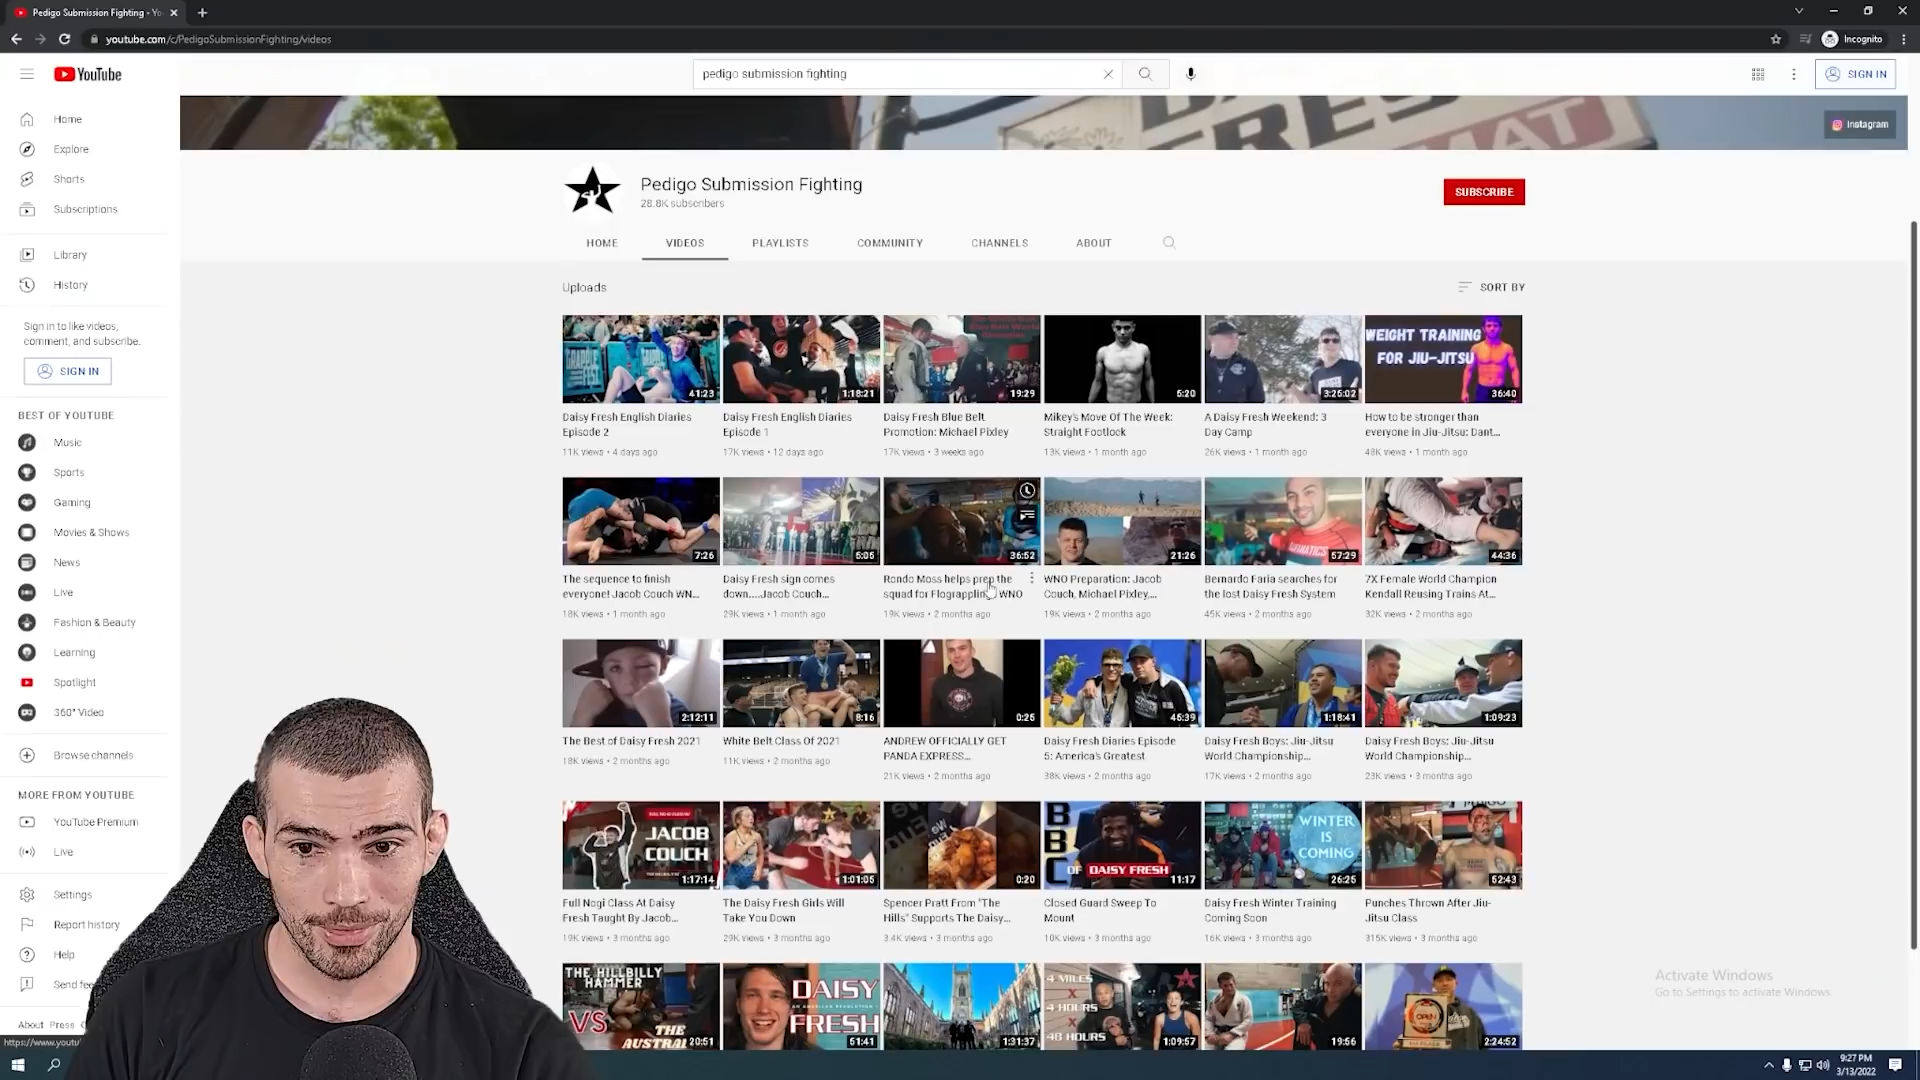 Pedigo Submission Fighting - Yo
youtube.com/c/PedigoSubmissionFighting/videos
Incognito
YouTube
pedigo submission fighting
SIGN IN
Instagram
Home
Explore
Shorts
Subscriptions
Library
History
Sign in to like videos,
comment, and subscribe.
SIGN IN
BEST OF YOUTUBE
Music
Sports
Gaming
Movies & Shows
News
Live
Fashion & Beauty
Learning
Spotlight
360° Video
Browse channels
MORE FROM YOUTUBE
YouTube Premium
Live
Settings
Report history
Help
Send fee
About Press
https://www.youtu
Pedigo Submission Fighting
28.8K subscribers
SUBSCRIBE
HOME VIDEOS PLAYLISTS COMMUNITY CHANNELS ABOUT
Uploads
SORT BY
WEIGHT TRAINING
FOR JIU-JITSU
41:23 1:18:21 19:29 5:20 3:26:02 36:40
Daisy Fresh English Diaries
Episode 2
11K views • 4 days ago
Daisy Fresh English Diaries
Episode 1
17K views • 12 days ago
Daisy Fresh Blue Belt
Promotion: Michael Pixley
17K views • 3 weeks ago
Mikey's Move Of The Week:
Straight Footlock
13K views • 1 month ago
A Daisy Fresh Weekend: 3
Day Camp
26K views • 1 month ago
How to be stronger than
everyone in Jiu-Jitsu: Dant...
48K views • 1 month ago
7:26 5:05 36:52 21:26 57:29 44:36
The sequence to finish
everyone! Jacob Couch WN...
18K views • 1 month ago
Daisy Fresh sign comes
down....Jacob Couch...
29K views • 1 month ago
Rondo Moss helps prep the
squad for Flograppling WNO
19K views • 2 months ago
WNO Preparation: Jacob
Couch, Michael Pixley,...
19K views • 2 months ago
Bernardo Faria searches for
the lost Daisy Fresh System
45K views • 2 months ago
7X Female World Champion
Kendall Reusing Trains At...
32K views • 2 months ago
2:12:11 8:16 0:25 45:39 1:18:41 1:09:23
The Best of Daisy Fresh 2021
18K views • 2 months ago
White Belt Class Of 2021
11K views • 2 months ago
ANDREW OFFICIALLY GET
PANDA EXPRESS...
21K views • 2 months ago
Daisy Fresh Diaries Episode
5: America's Greatest
38K views • 2 months ago
Daisy Fresh Boys: Jiu-Jitsu
World Championship...
17K views • 2 months ago
Daisy Fresh Boys: Jiu-Jitsu
World Championship...
23K views • 3 months ago
JACOB
COUCH
BBC
OF DAISY FRESH
WINTER
IS
COMING
1:17:14 1:01:05 0:20 11:17 26:25 52:43
Full Nogi Class At Daisy
Fresh Taught By Jacob...
19K views • 3 months ago
The Daisy Fresh Girls Will
Take You Down
29K views • 3 months ago
Spencer Pratt From "The
Hills" Supports The Daisy...
3.4K views • 3 months ago
Closed Guard Sweep To
Mount
10K views • 3 months ago
Daisy Fresh Winter Training
Coming Soon
16K views • 3 months ago
Punches Thrown After Jiu-
Jitsu Class
315K views • 3 months ago
THE HILLBILLY
HAMMER
VS
THE
AUSTRAL
DAISY
AN AMERICAN REVOLUTION
FRESH
4 MILES
X
4 HOURS
X
48 HOURS
OPEN
20:51 51:41 1:31:37 1:09:57 19:56 2:24:52
Activate Windows
Go to Settings to activate Windows.
9:27 PM
3/13/2022